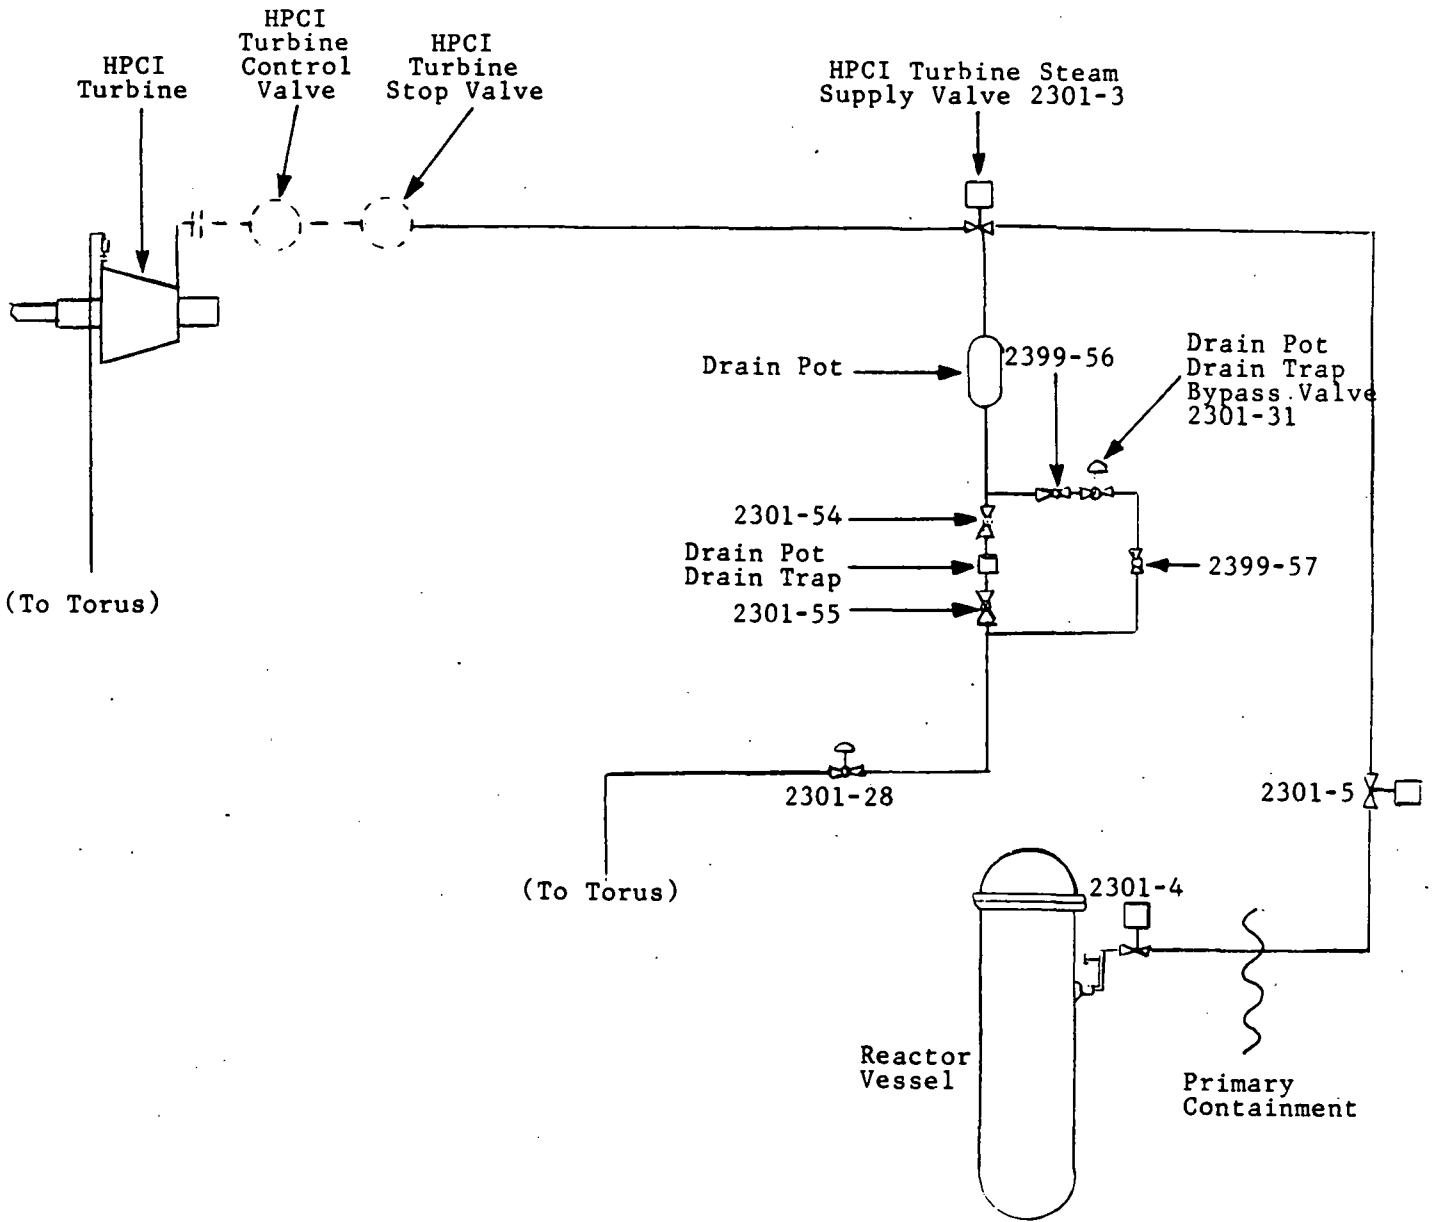 HPCI
Turbine
HPCI
Turbine
Control
Valve
HPCI
Turbine
Stop Valve
HPCI Turbine Steam
Supply Valve 2301-3
Drain Pot
2399-56
Drain Pot
Drain Trap
Bypass Valve
2301-31
2301-54
Drain Pot
Drain Trap
2301-55
2399-57
(To Torus)
2301-28
2301-5
(To Torus)
2301-4
Reactor
Vessel
Primary
Containment